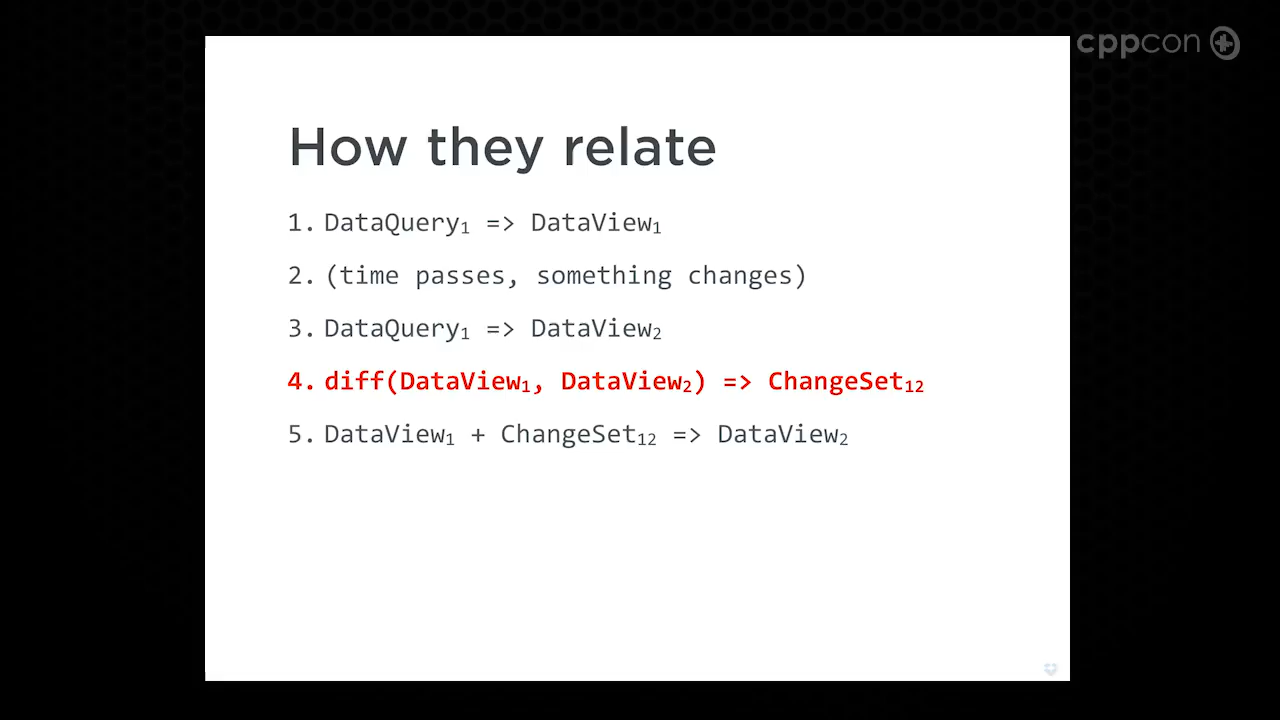 cppcon
How they relate
1. DataQuery₁ => DataView₁
2. (time passes, something changes)
3. DataQuery₁ => DataView₂
4. diff(DataView₁, DataView₂) => ChangeSet₁₂
5. DataView₁ + ChangeSet₁₂ => DataView₂